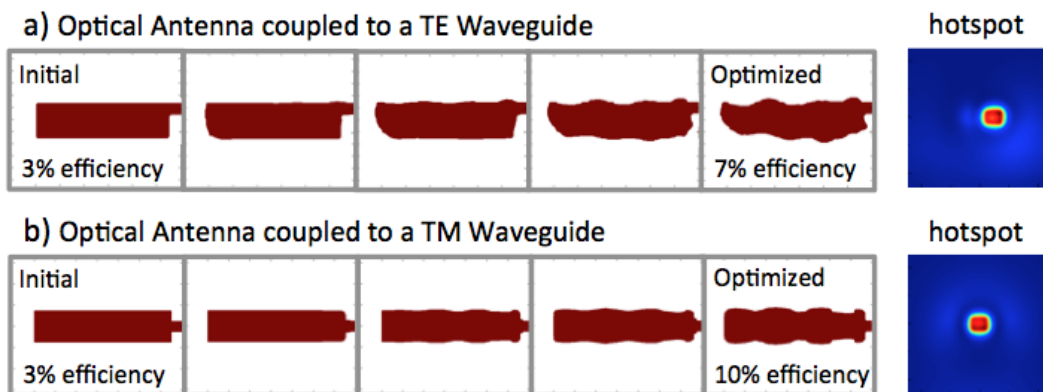 a) Optical Antenna coupled to a TE Waveguide
hotspot
Initial
Optimized
3% efficiency
7% efficiency
b) Optical Antenna coupled to a TM Waveguide
hotspot
Initial
Optimized
3% efficiency
10% efficiency